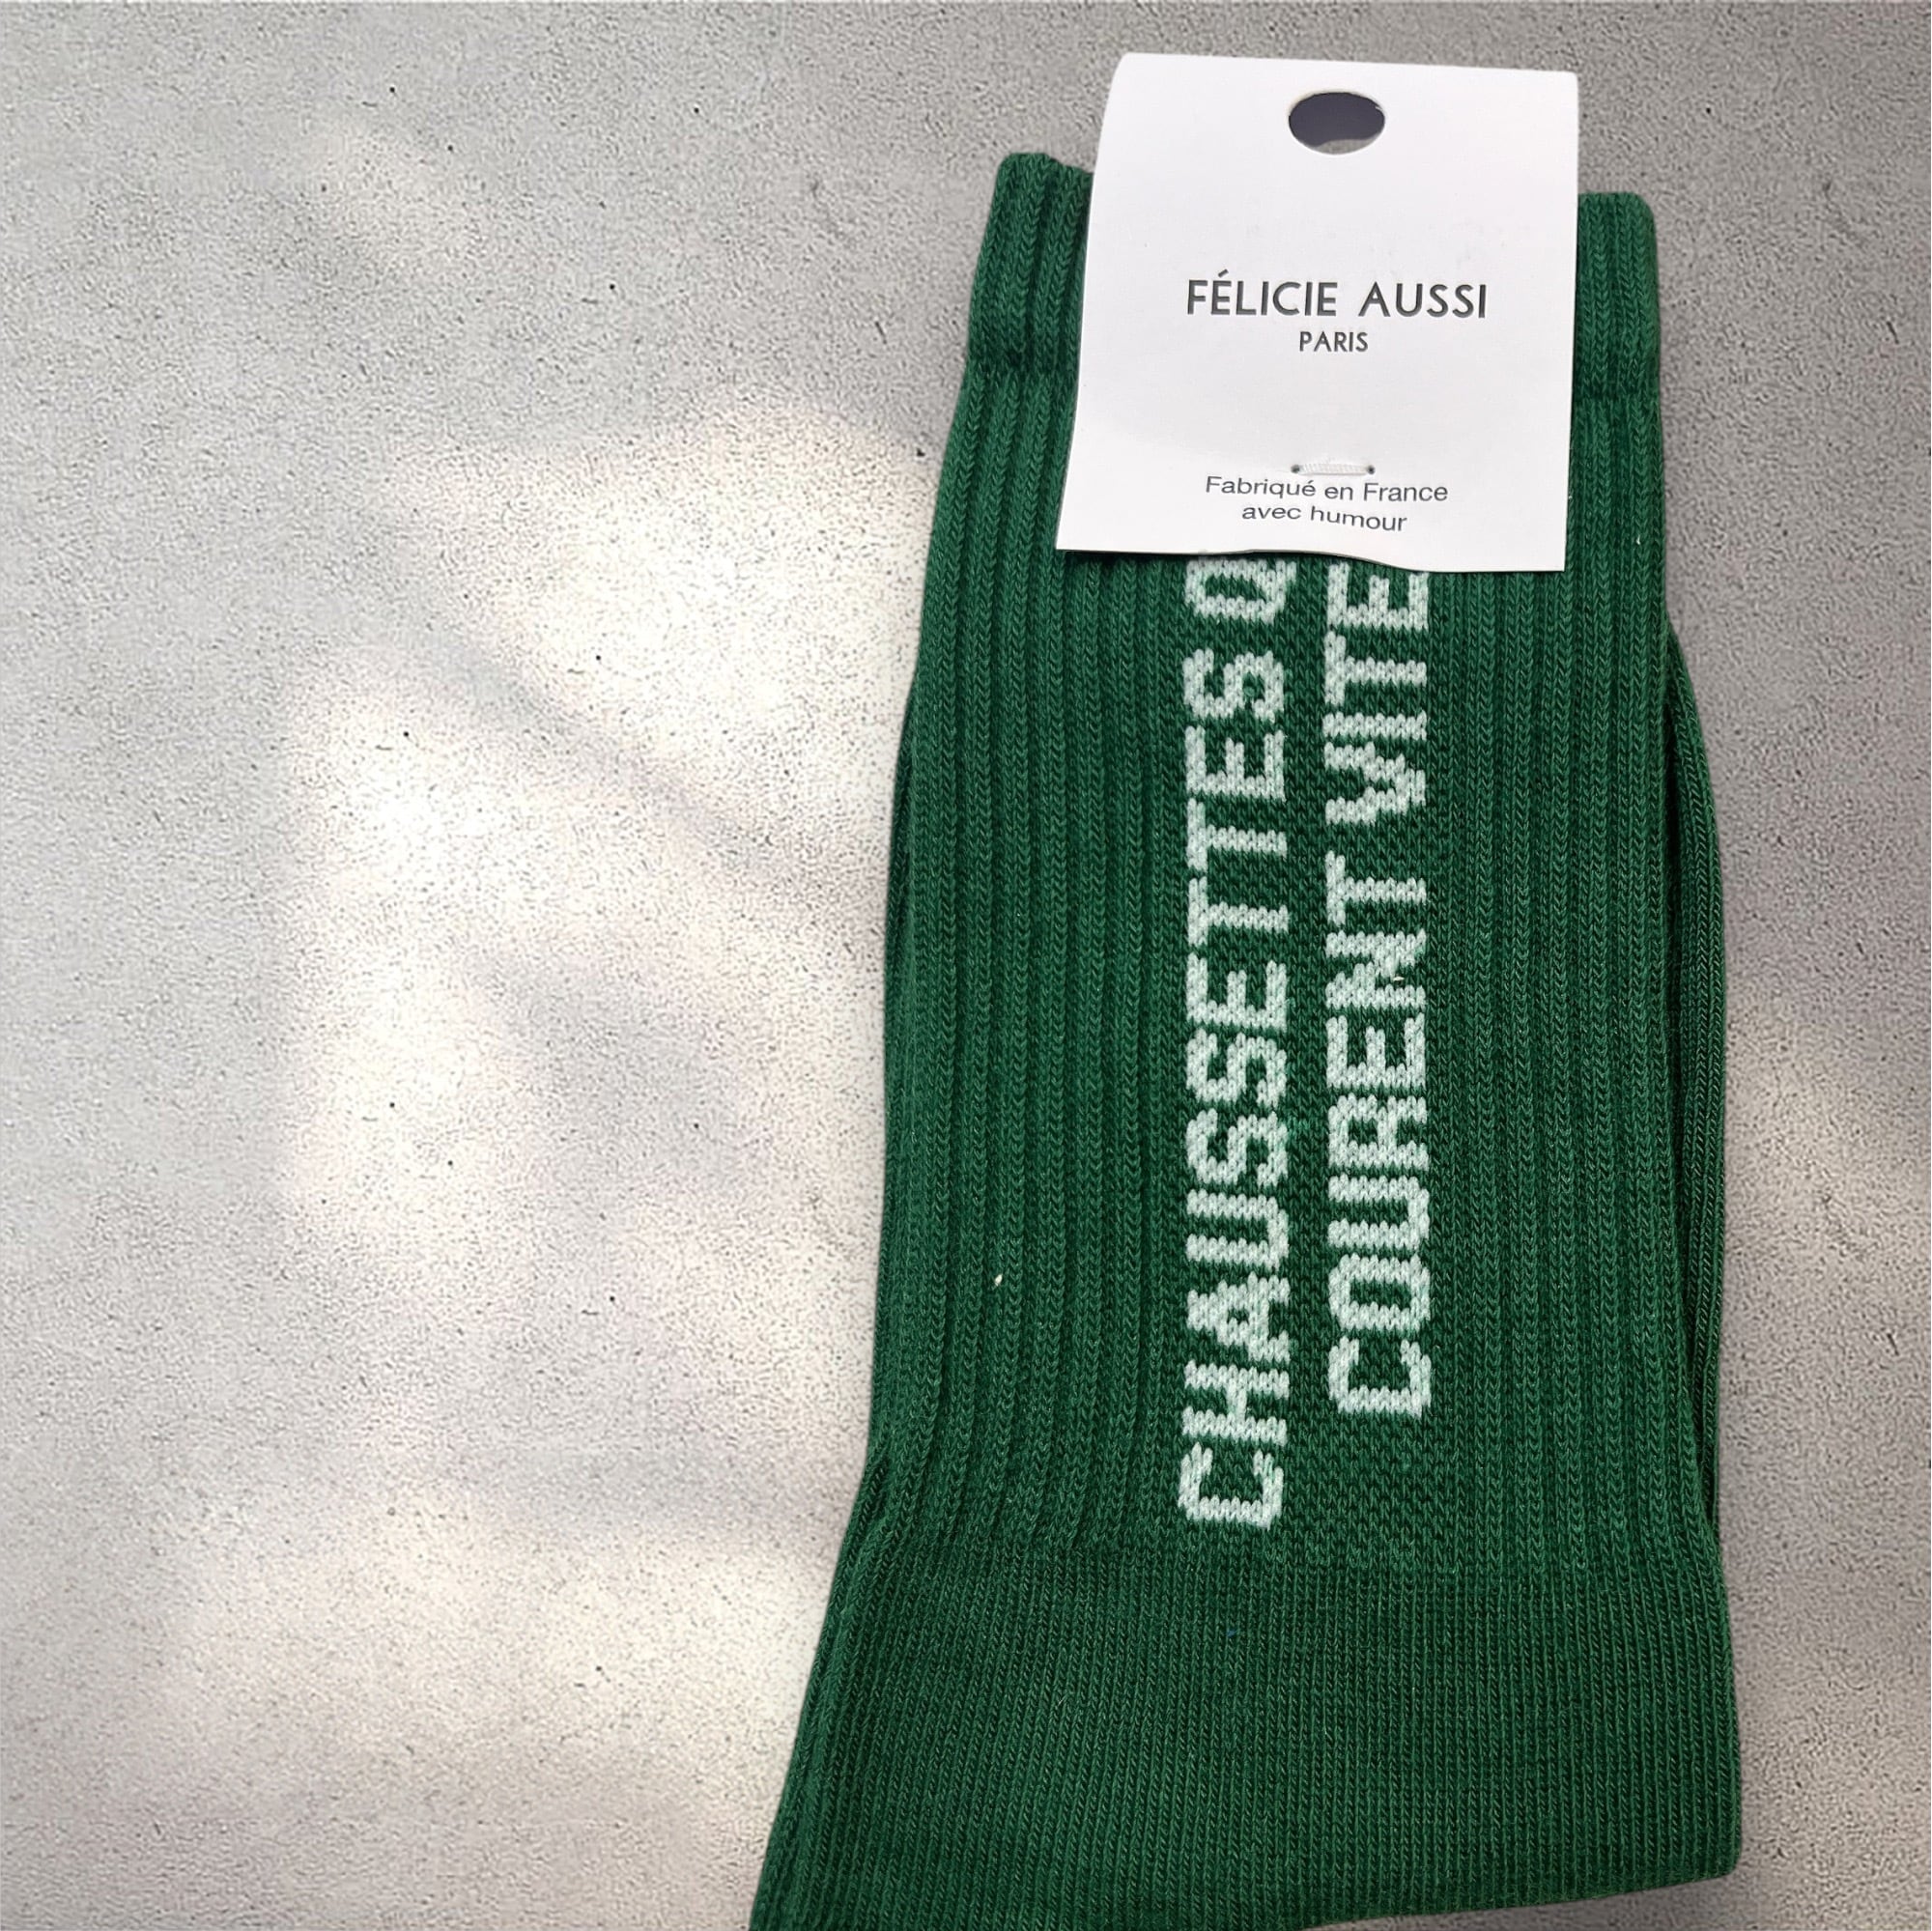 FÉLICIE AUSSI
PARIS
Fabriqué en France
avec humour
CHAUSSETTES
COURENT VITE